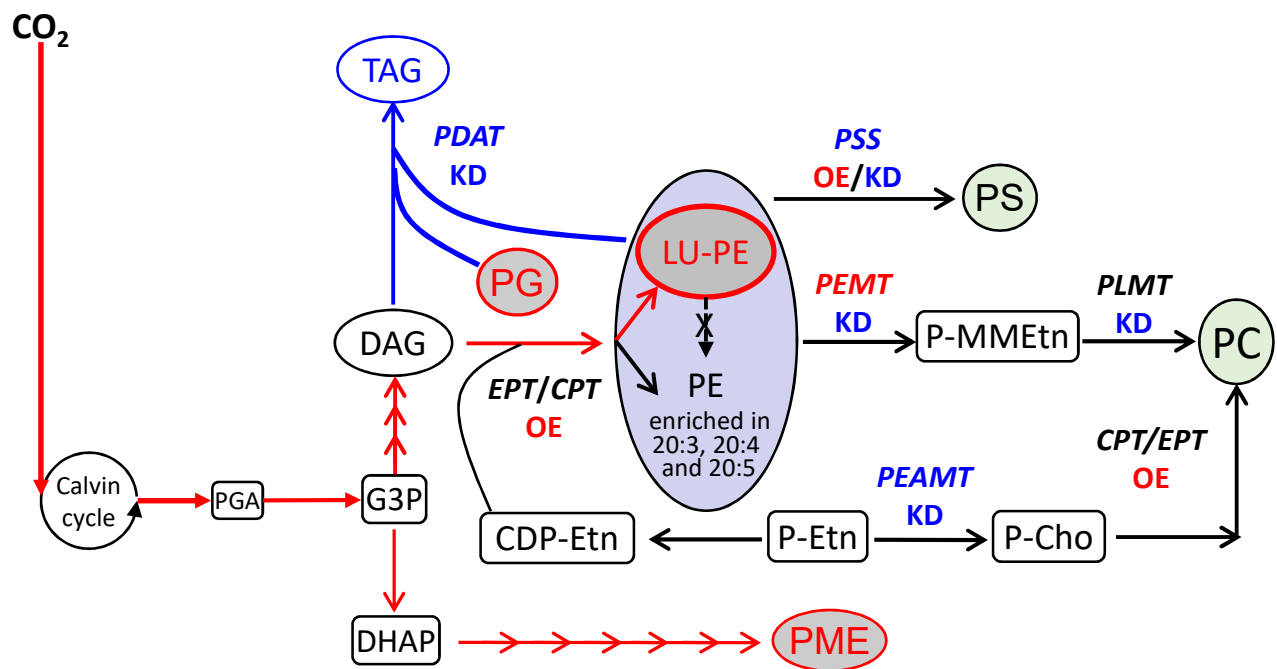 CO2
TAG
PDAT
KD
PSS
OE/KD
PS
LU-PE
PG
PEMT
KD
PLMT
KD
P-MMEtn
PC
DAG
X
EPT/CPT
OE
PE
enriched in
20:3, 20:4
and 20:5
CPT/EPT
OE
Calvin
cycle
PGA
G3P
PEAMT
KD
CDP-Etn
P-Etn
P-Cho
DHAP
PME